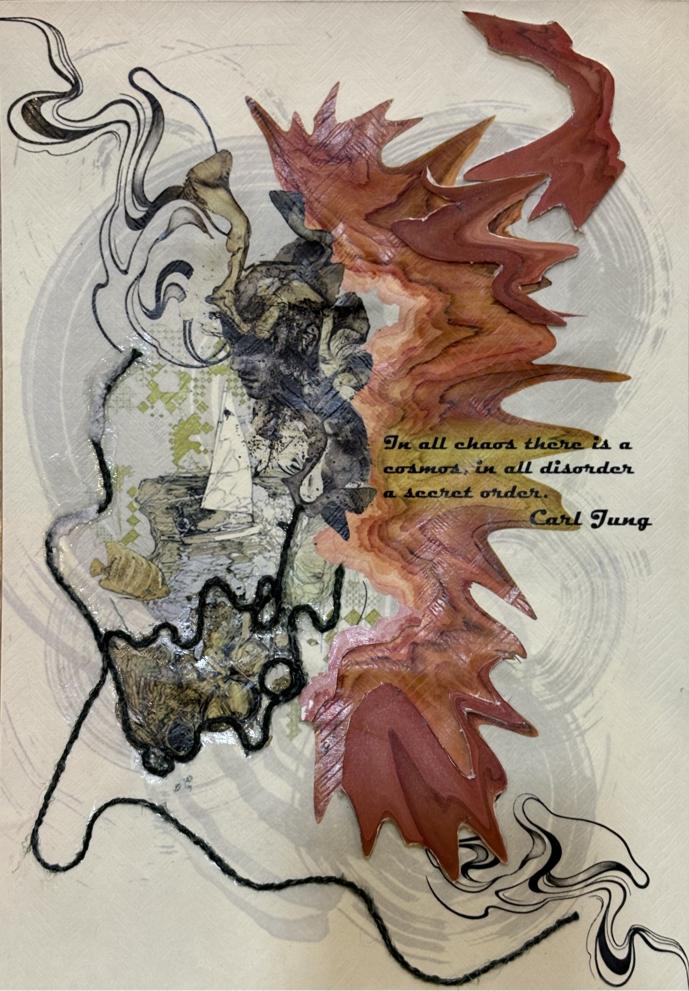 In all chaos there is a
cosmos, in all disorder
a secret order.
Carl Jung